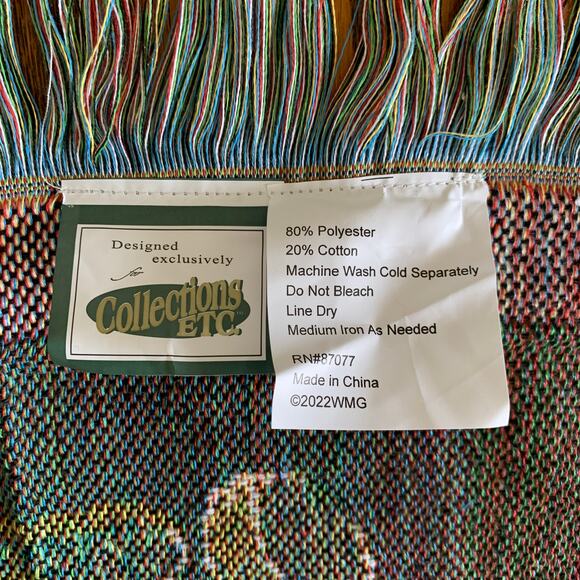 Designed
exclusively
for
Collections
ETC.™
80% Polyester
20% Cotton
Machine Wash Cold Separately
Do Not Bleach
Line Dry
Medium Iron As Needed
RN#87077
Made in China
©2022WMG